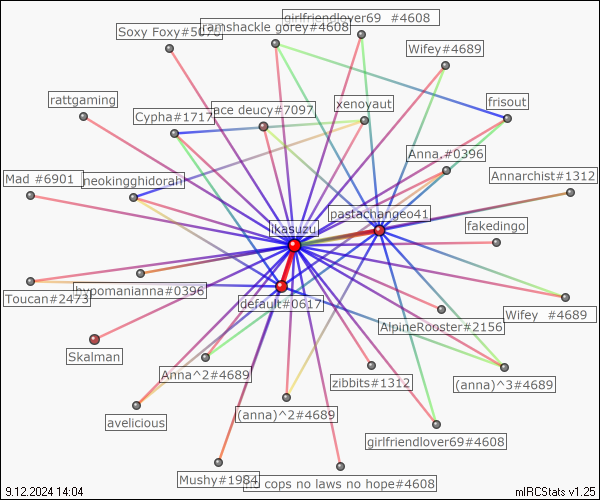 girlfriendlover69 #4608
Soxy Foxy#5070
ramshackle gorey#4608
Wifey#4689
rattgaming
ace deucy#7097
xenoyaut
frisout
Cypha#1717
Anna.#0396
Mad #6901
neokingghidorah
Annarchist#1312
pastachangeo41
ikasuzu
fakedingo
hypomanianna#0396
Toucan#2473
default#0617
Wifey #4689
AlpineRooster#2156
Skalman
Anna^2#4689
zibbits#1312
(anna)^3#4689
(anna)^2#4689
avelicious
girlfriendlover69#4608
Mushy#1984
cops no laws no hope#4608
9.12.2024 14:04
mIRCStats v1.25